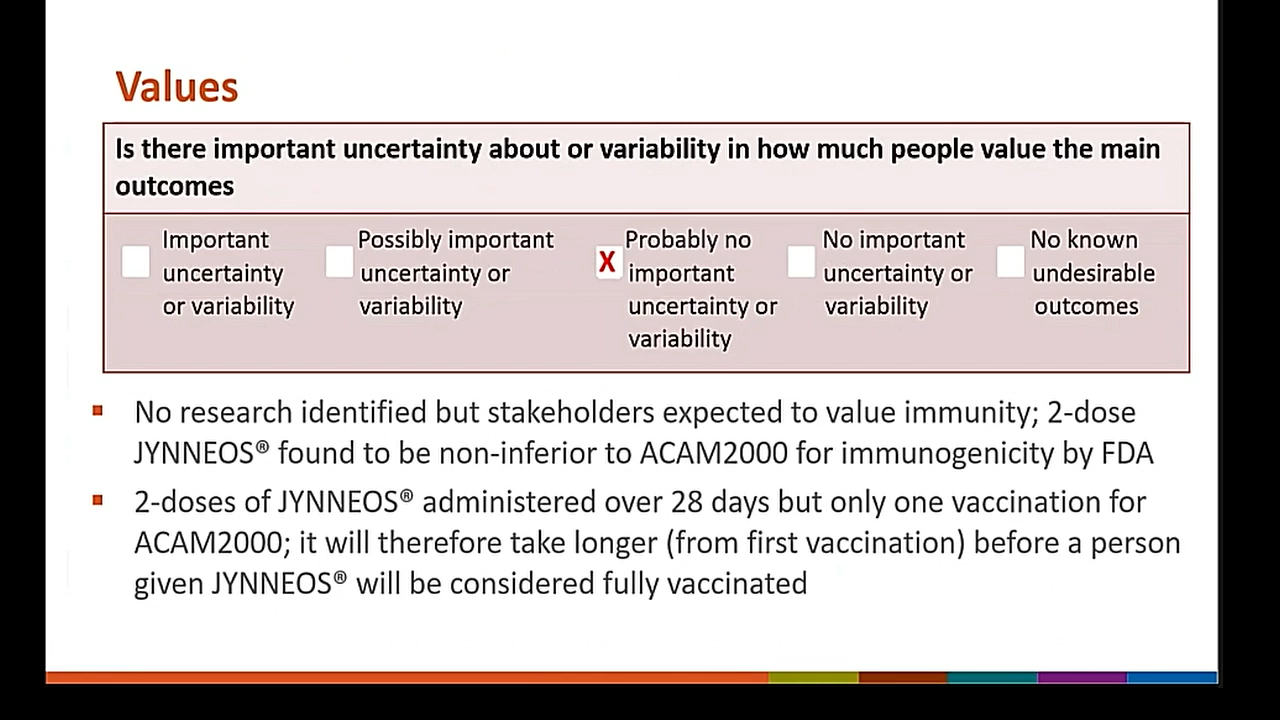 Values
Is there important uncertainty about or variability in how much people value the main
outcomes
Important
uncertainty
or variability
Possibly important
uncertainty or
variability
X
Probably no
important
uncertainty or
variability
No important
uncertainty or
variability
No known
undesirable
outcomes
No research identified but stakeholders expected to value immunity; 2-dose
JYNNEOS® found to be non-inferior to ACAM2000 for immunogenicity by FDA
2-doses of JYNNEOS® administered over 28 days but only one vaccination for
ACAM2000; it will therefore take longer (from first vaccination) before a person
given JYNNEOS® will be considered fully vaccinated